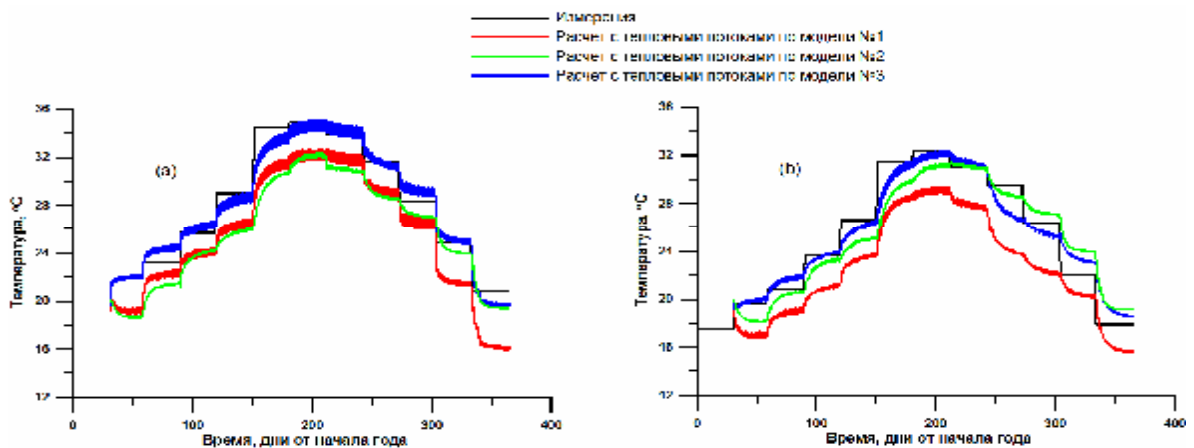 Измерения
Расчет с тепловыми потоками по модели №1
Расчет с тепловыми потоками по модели №2
Расчет с тепловыми потоками по модели №3
36
32
28
24
20
16
12
(a)
Температура, °C
0 100 200 300 400
Время, дни от начала года
36
32
28
24
20
16
12
(b)
Температура °C
0 100 200 300 400
Время, дни от начала года